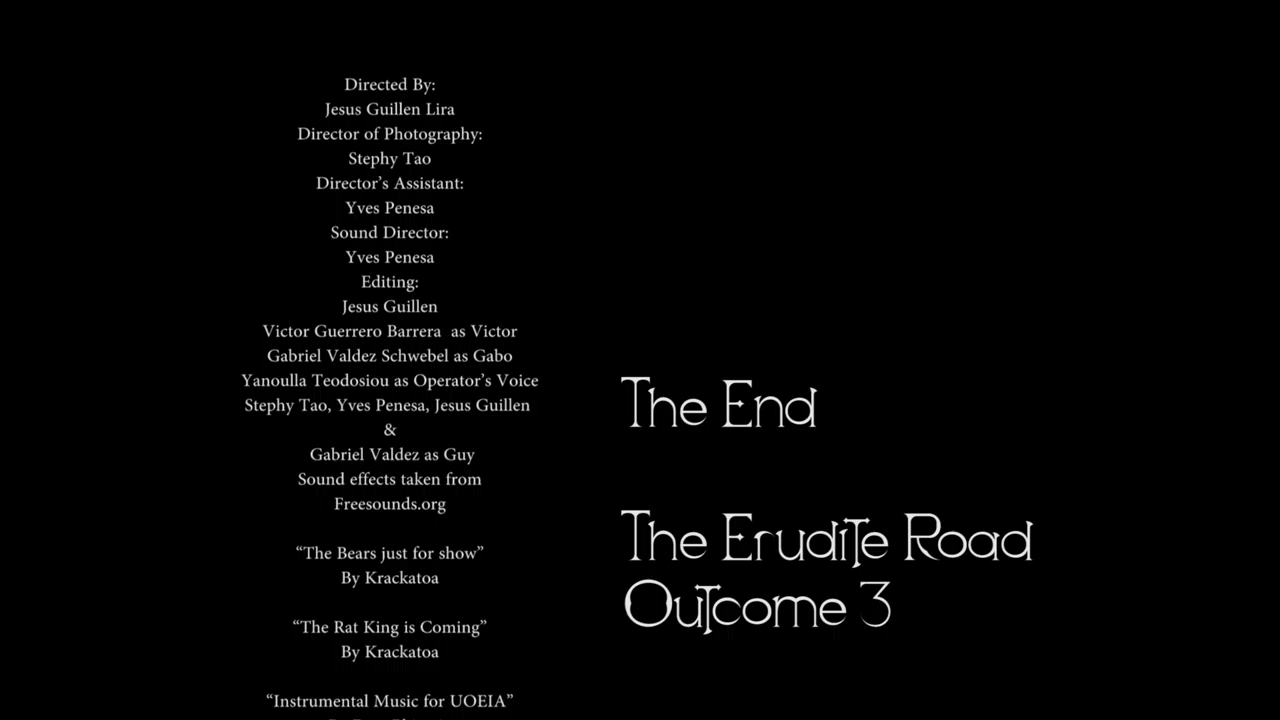 Directed By:
Jesus Guillen Lira
Director of Photography:
Stephy Tao
Director’s Assistant:
Yves Penesa
Sound Director:
Yves Penesa
Editing:
Jesus Guillen
Victor Guerrero Barrera as Victor
Gabriel Valdez Schwebel as Gabo
Yanoulla Teodosiou as Operator’s Voice
Stephy Tao, Yves Penesa, Jesus Guillen
&
Gabriel Valdez as Guy
Sound effects taken from
Freesounds.org
“The Bears just for show”
By Krackatoa
“The Rat King is Coming”
By Krackatoa
“Instrumental Music for UOEIA”
The End
The Erudite Road
Outcome 3